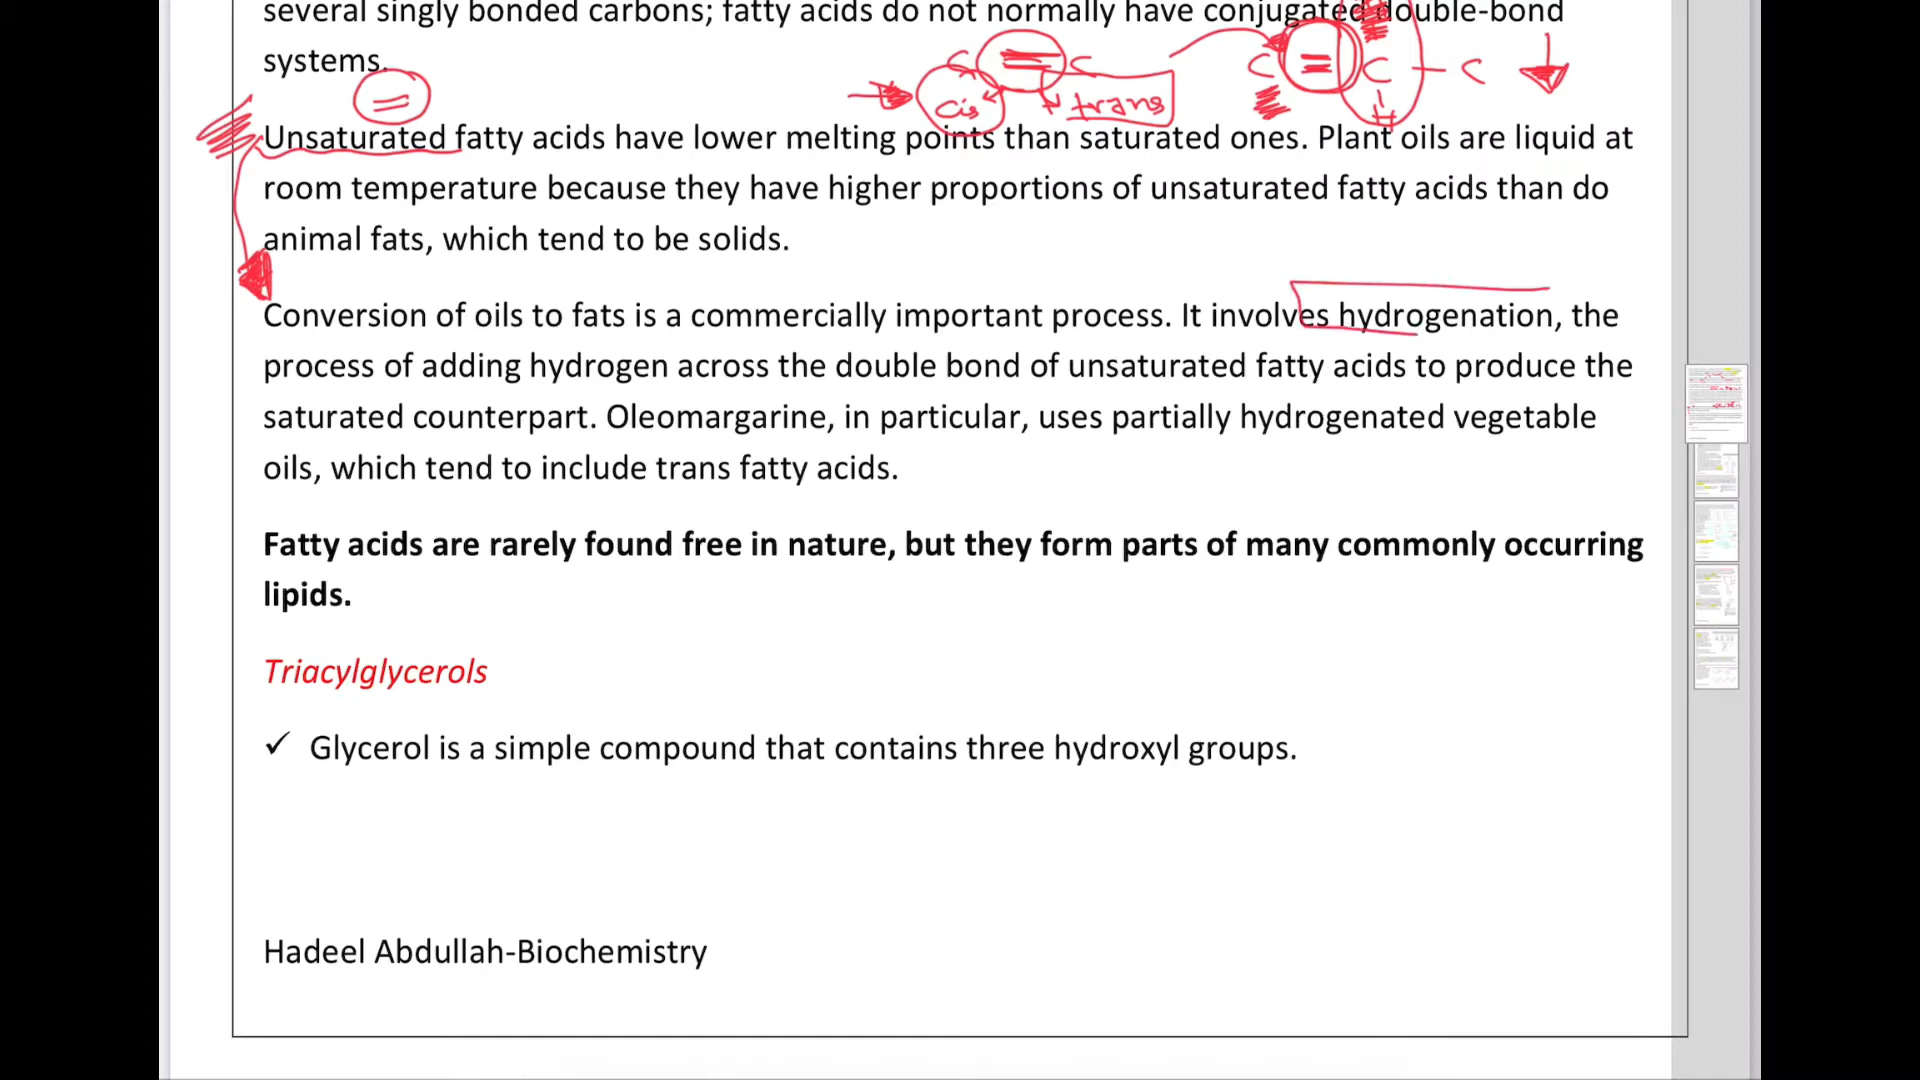 several singly bonded carbons; fatty acids do not normally have conjugated double-bond
systems.
C = C
C = C - C
cis
trans
H
=
Unsaturated fatty acids have lower melting points than saturated ones. Plant oils are liquid at
room temperature because they have higher proportions of unsaturated fatty acids than do
animal fats, which tend to be solids.
Conversion of oils to fats is a commercially important process. It involves hydrogenation, the
process of adding hydrogen across the double bond of unsaturated fatty acids to produce the
saturated counterpart. Oleomargarine, in particular, uses partially hydrogenated vegetable
oils, which tend to include trans fatty acids.
Fatty acids are rarely found free in nature, but they form parts of many commonly occurring
lipids.
Triacylglycerols
✓ Glycerol is a simple compound that contains three hydroxyl groups.
Hadeel Abdullah-Biochemistry